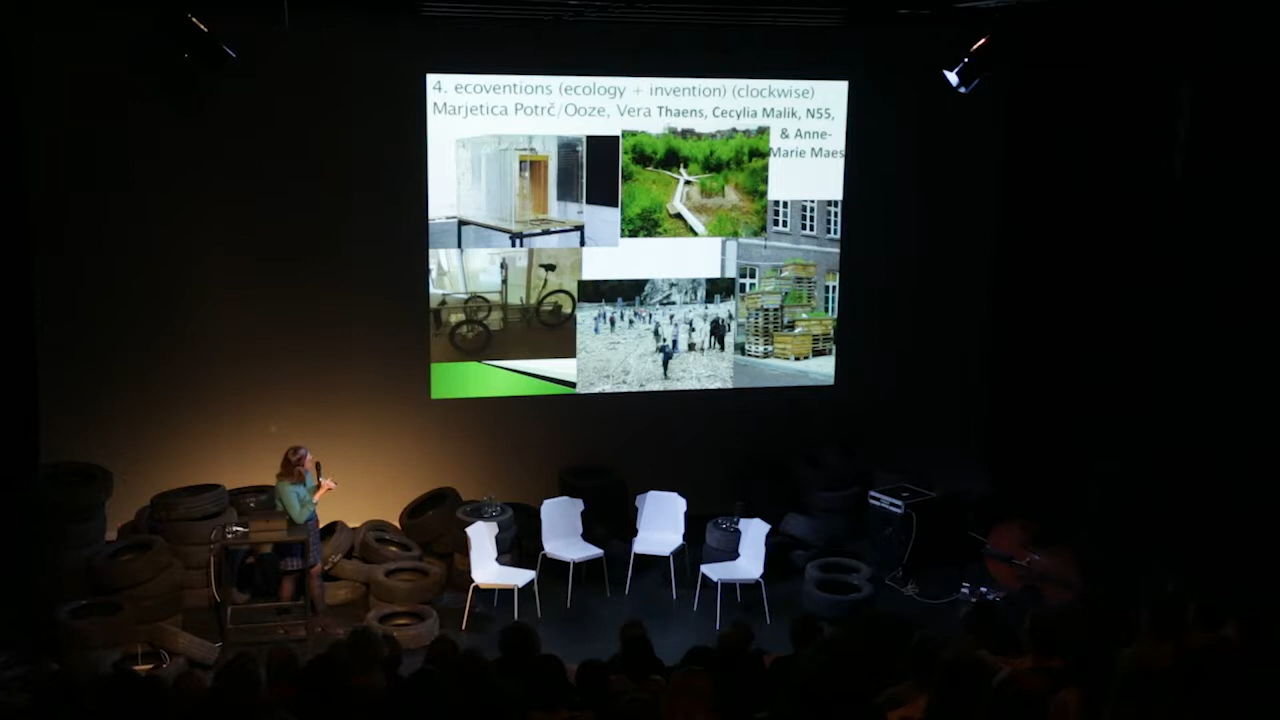 4. ecoventions (ecology + invention) (clockwise)
Marjetica Potrč/Ooze, Vera Thaens, Cecylia Malik, N55,
& Anne-
Marie Maes